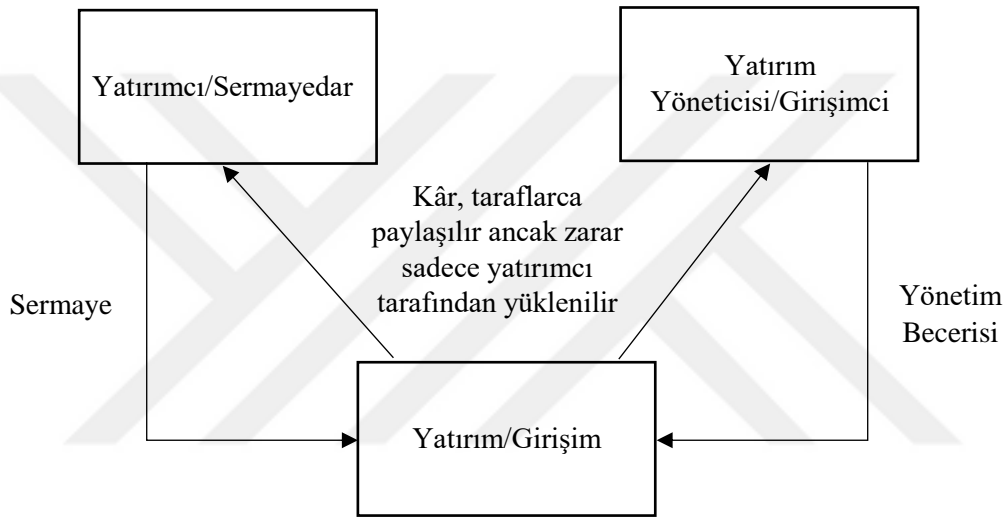 Yatırımcı/Sermayedar
Yatırım
Yöneticisi/Girişimci
Kâr, taraflarca
paylaşılır ancak zarar
sadece yatırımcı
tarafından yüklenilir
Sermaye
Yönetim
Becerisi
Yatırım/Girişim